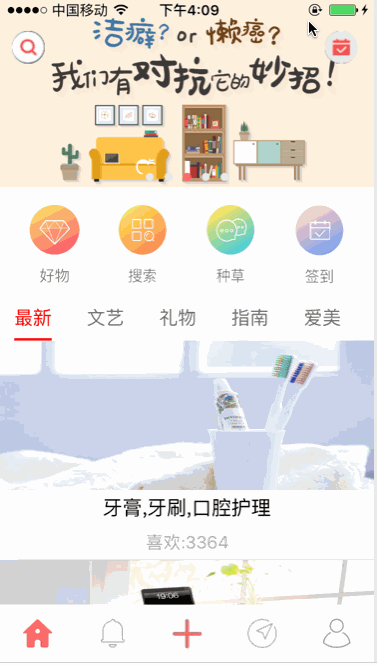 中国移动 下午4:09
洁癖? or 懒癌?
我们有对抗它的妙招!
好物 搜索 种草 签到
最新 文艺 礼物 指南 爱美
牙膏,牙刷,口腔护理
喜欢:3364
19:06